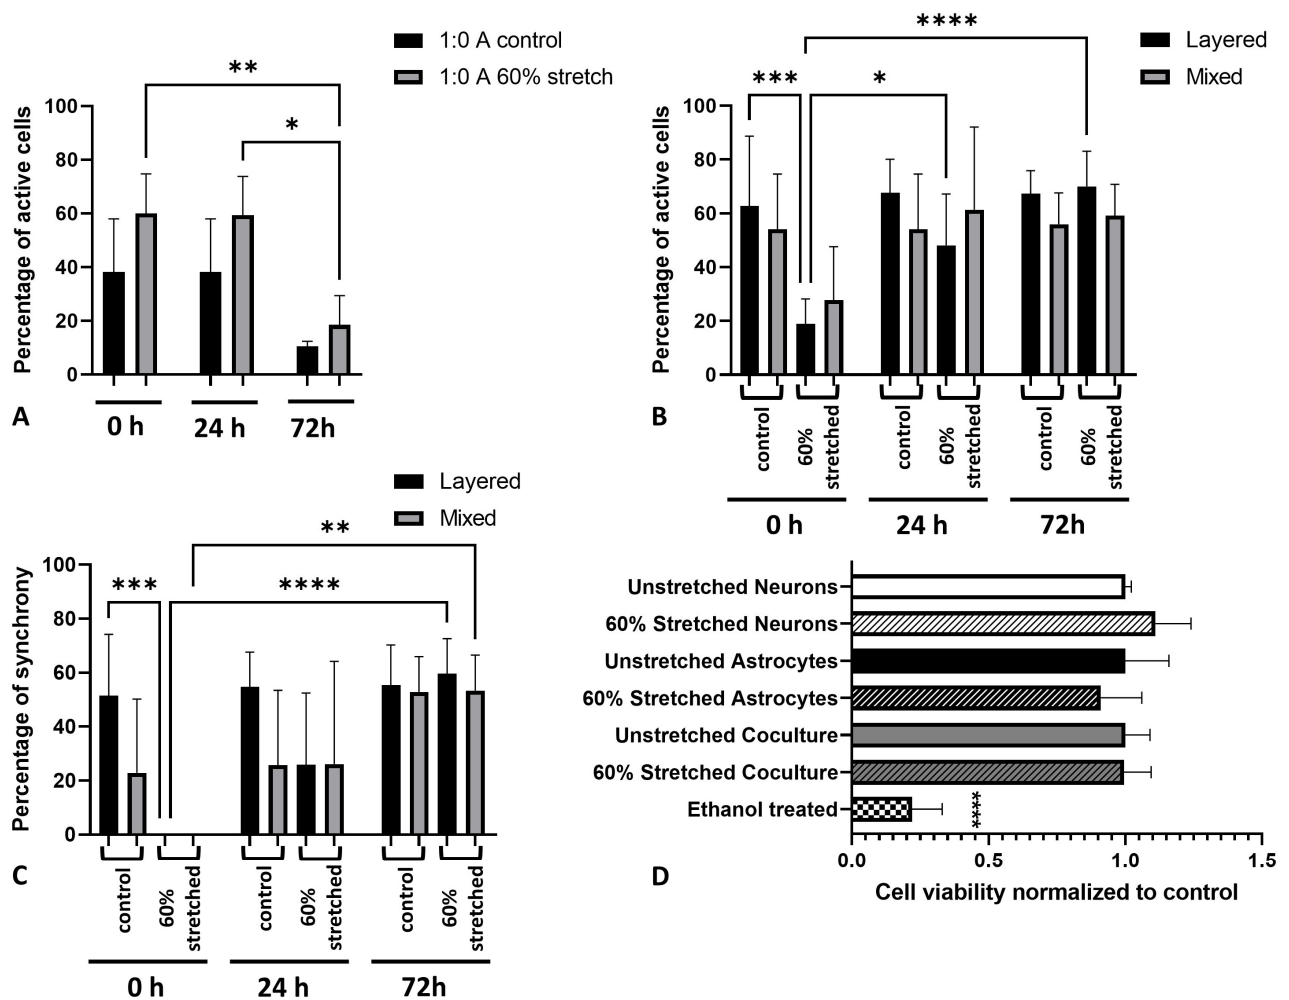 1:0 A control
1:0 A 60% stretch
**
*
Percentage of active cells
100
80
60
40
20
0
0 h
24 h
72h
A
****
Layered
Mixed
***
*
Percentage of active cells
100
80
60
40
20
0
control
60%
stretched
control
60%
stretched
control
60%
stretched
0 h
24 h
72h
B
Layered
Mixed
**
***
****
Percentage of synchrony
100
80
60
40
20
0
control
60%
stretched
control
60%
stretched
control
60%
stretched
0 h
24 h
72h
C
Unstretched Neurons
60% Stretched Neurons
Unstretched Astrocytes
60% Stretched Astrocytes
Unstretched Coculture
60% Stretched Coculture
Ethanol treated
****
0.0
0.5
1.0
1.5
Cell viability normalized to control
D